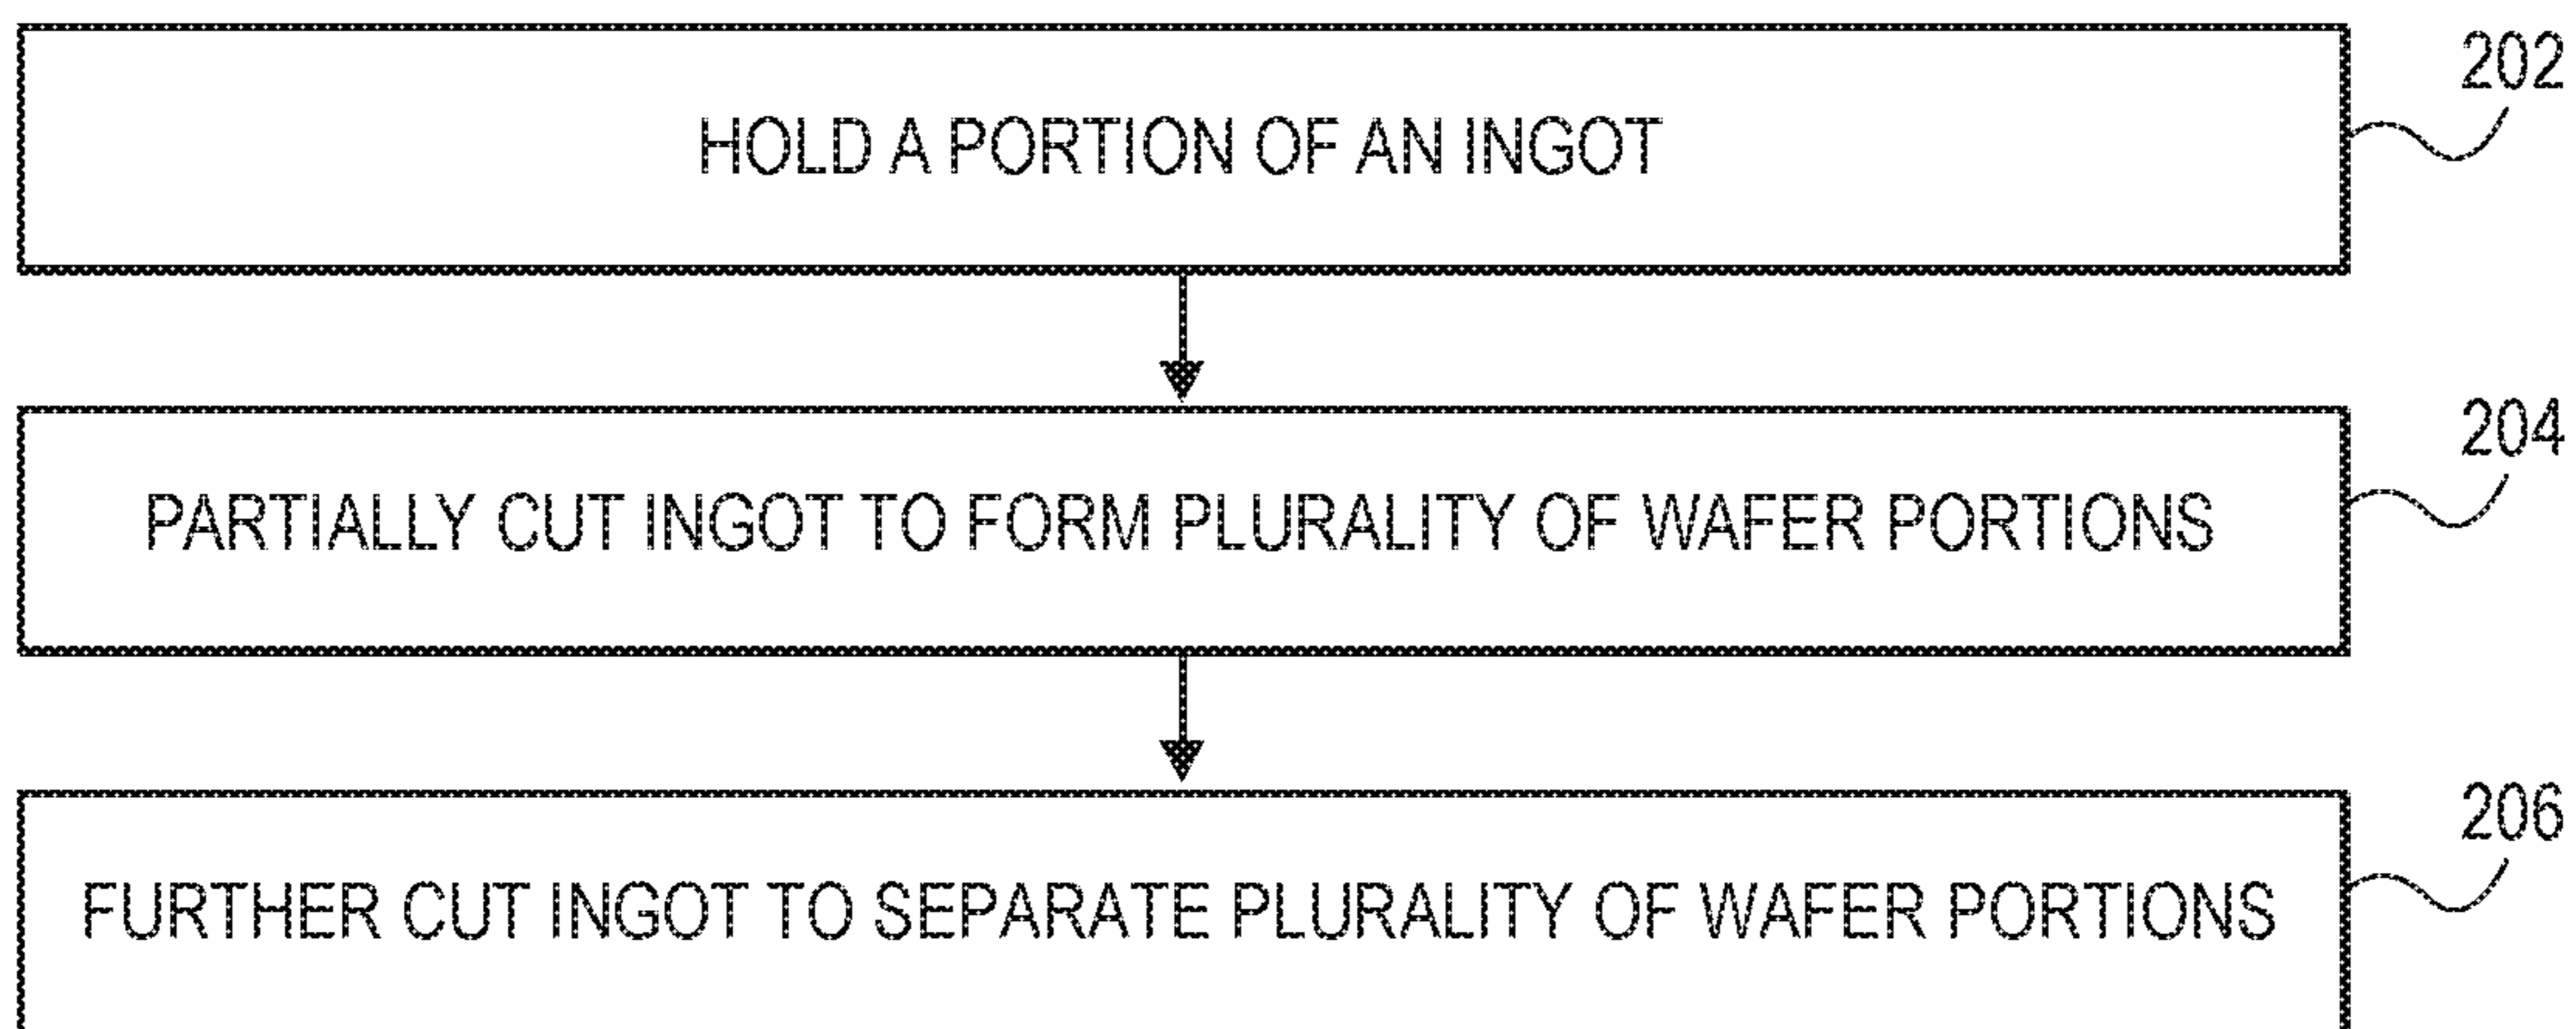 202
HOLD A PORTION OF AN INGOT
204
PARTIALLY CUT INGOT TO FORM PLURALITY OF WAFER PORTIONS
206
FURTHER CUT INGOT TO SEPARATE PLURALITY OF WAFER PORTIONS